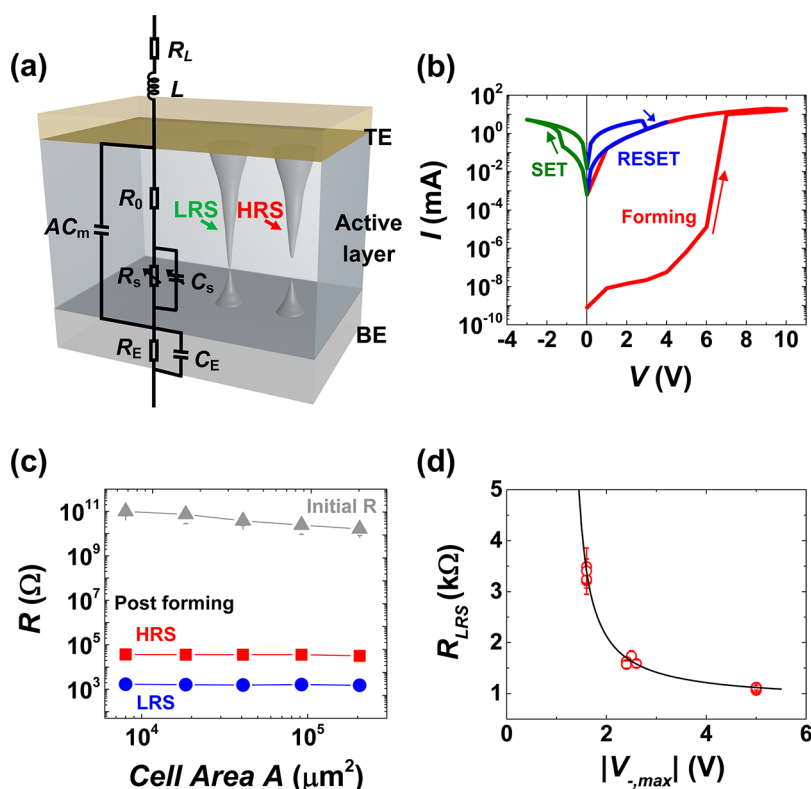 (a)
R_L
L
TE
R_0
LRS
HRS
AC_m
Active
layer
R_s
C_s
BE
R_E
C_E
(b)
I (mA)
10^2
10^0
10^-2
10^-4
10^-6
10^-8
10^-10
SET
RESET
Forming
-4 -2 0 2 4 6 8 10
V (V)
(c)
R (Ω)
10^11
10^9
10^5
10^3
Initial R
Post forming
HRS
LRS
10^4 10^5
Cell Area A (μm^2)
(d)
R_LRS (kΩ)
5
4
3
2
1
0 2 4 6
|V_-,max| (V)